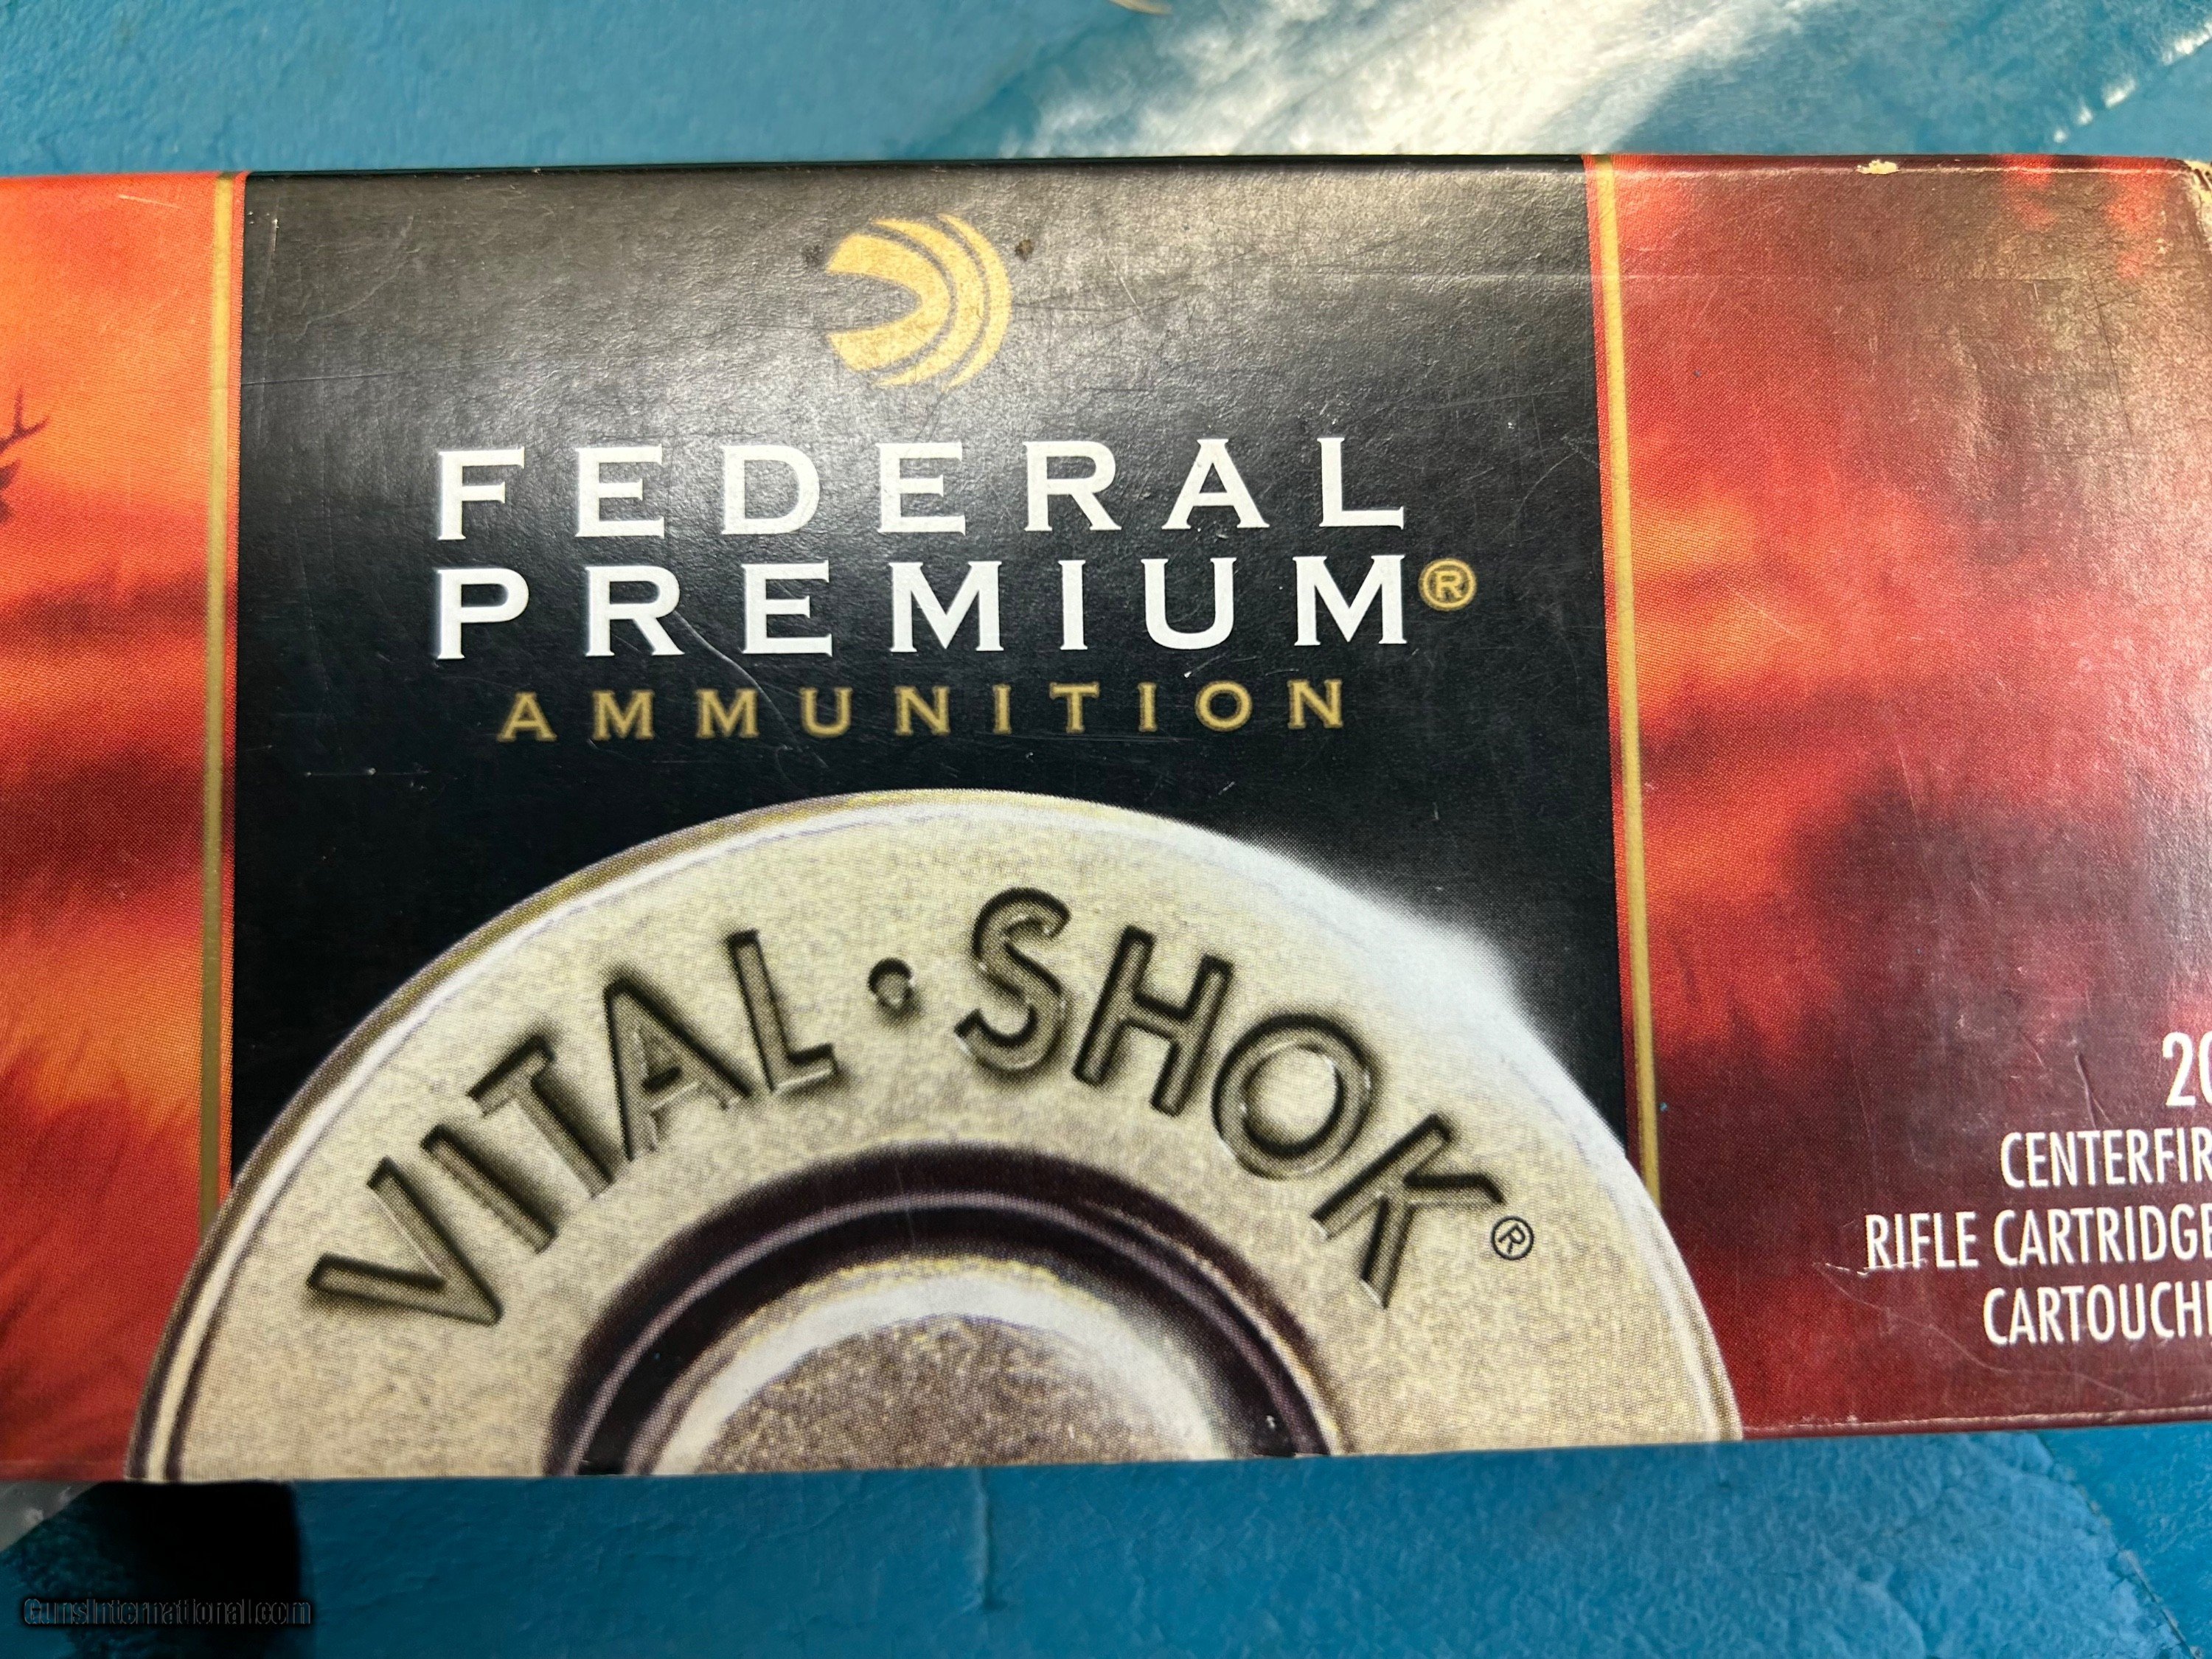 FEDERAL
PREMIUM®
AMMUNITION
VITAL·SHOK®
20
CENTERFIR
RIFLE CARTRIDGE
CARTOUCH
GunsInternational.com